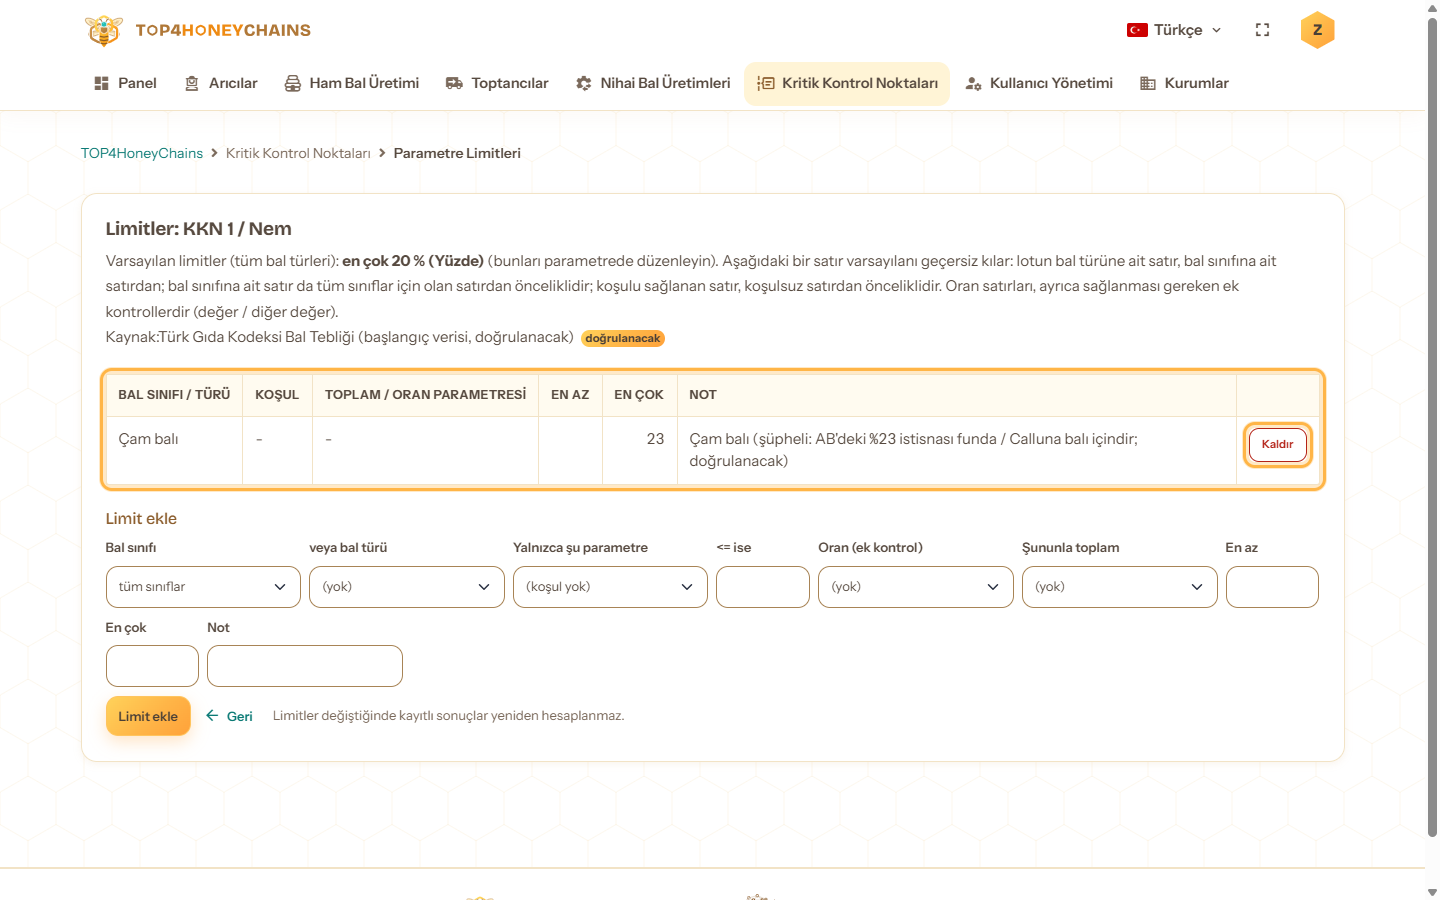 TOP4HONEYCHAINS
Türkçe
Z
Panel
Arıcılar
Ham Bal Üretimi
Toptancılar
Nihai Bal Üretimleri
Kritik Kontrol Noktaları
Kullanıcı Yönetimi
Kurumlar
TOP4HoneyChains > Kritik Kontrol Noktaları > Parametre Limitleri
Limitler: KKN 1 / Nem
Varsayılan limitler (tüm bal türleri): en çok 20 % (Yüzde) (bunları parametrede düzenleyin). Aşağıdaki bir satır varsayılanı geçersiz kılar: lotun bal türüne ait satır, bal sınıfına ait
satırdan; bal sınıfına ait satır da tüm sınıflar için olan satırdan önceliklidir; koşulu sağlanan satır, koşulsuz satırdan önceliklidir. Oran satırları, ayrıca sağlanması gereken ek
kontrollerdir (değer / diğer değer).
Kaynak:Türk Gıda Kodeksi Bal Tebliği (başlangıç verisi, doğrulanacak) doğrulanacak
BAL SINIFI / TÜRÜ KOŞUL TOPLAM / ORAN PARAMETRESİ EN AZ EN ÇOK NOT
Çam balı - - 23 Çam balı (şüpheli: AB'deki %23 istisnası funda / Calluna balı içindir;
doğrulanacak)
Kaldır
Limit ekle
Bal sınıfı veya bal türü Yalnızca şu parametre <= ise Oran (ek kontrol) Şununla toplam En az
tüm sınıflar (yok) (koşul yok) (yok) (yok)
En çok Not
Limit ekle Geri Limitler değiştiğinde kayıtlı sonuçlar yeniden hesaplanmaz.